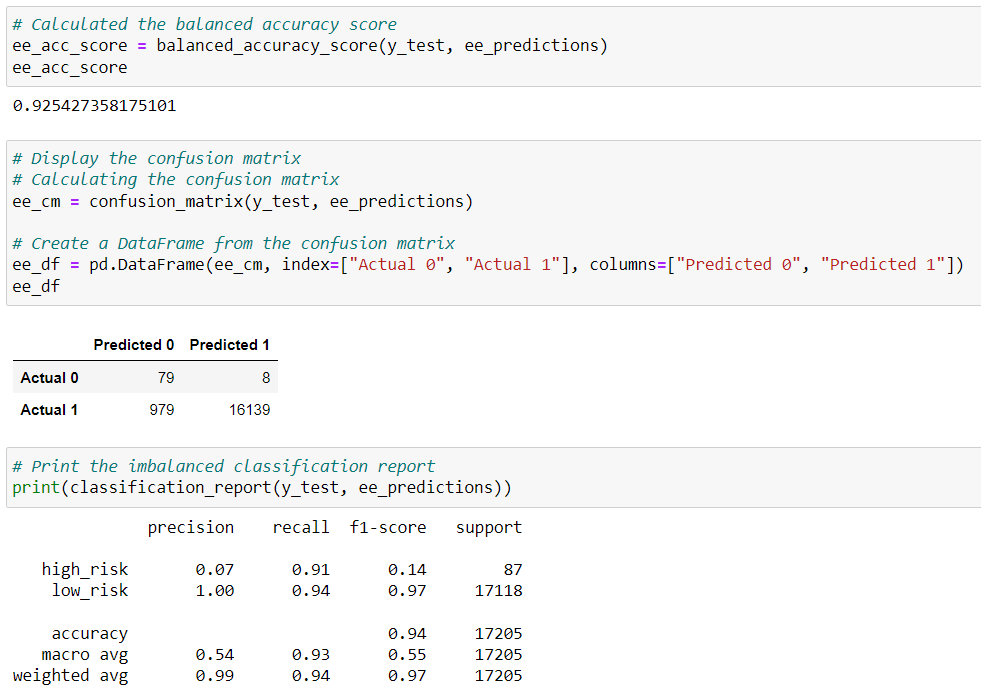 # Calculated the balanced accuracy score
ee_acc_score = balanced_accuracy_score(y_test, ee_predictions)
ee_acc_score
0.925427358175101
# Display the confusion matrix
# Calculating the confusion matrix
ee_cm = confusion_matrix(y_test, ee_predictions)
# Create a DataFrame from the confusion matrix
ee_df = pd.DataFrame(ee_cm, index=["Actual 0", "Actual 1"], columns=["Predicted 0", "Predicted 1"])
ee_df
Predicted 0 Predicted 1
Actual 0 79 8
Actual 1 979 16139
# Print the imbalanced classification report
print(classification_report(y_test, ee_predictions))
precision recall f1-score support
high_risk 0.07 0.91 0.14 87
low_risk 1.00 0.94 0.97 17118
accuracy 0.94 17205
macro avg 0.54 0.93 0.55 17205
weighted avg 0.99 0.94 0.97 17205